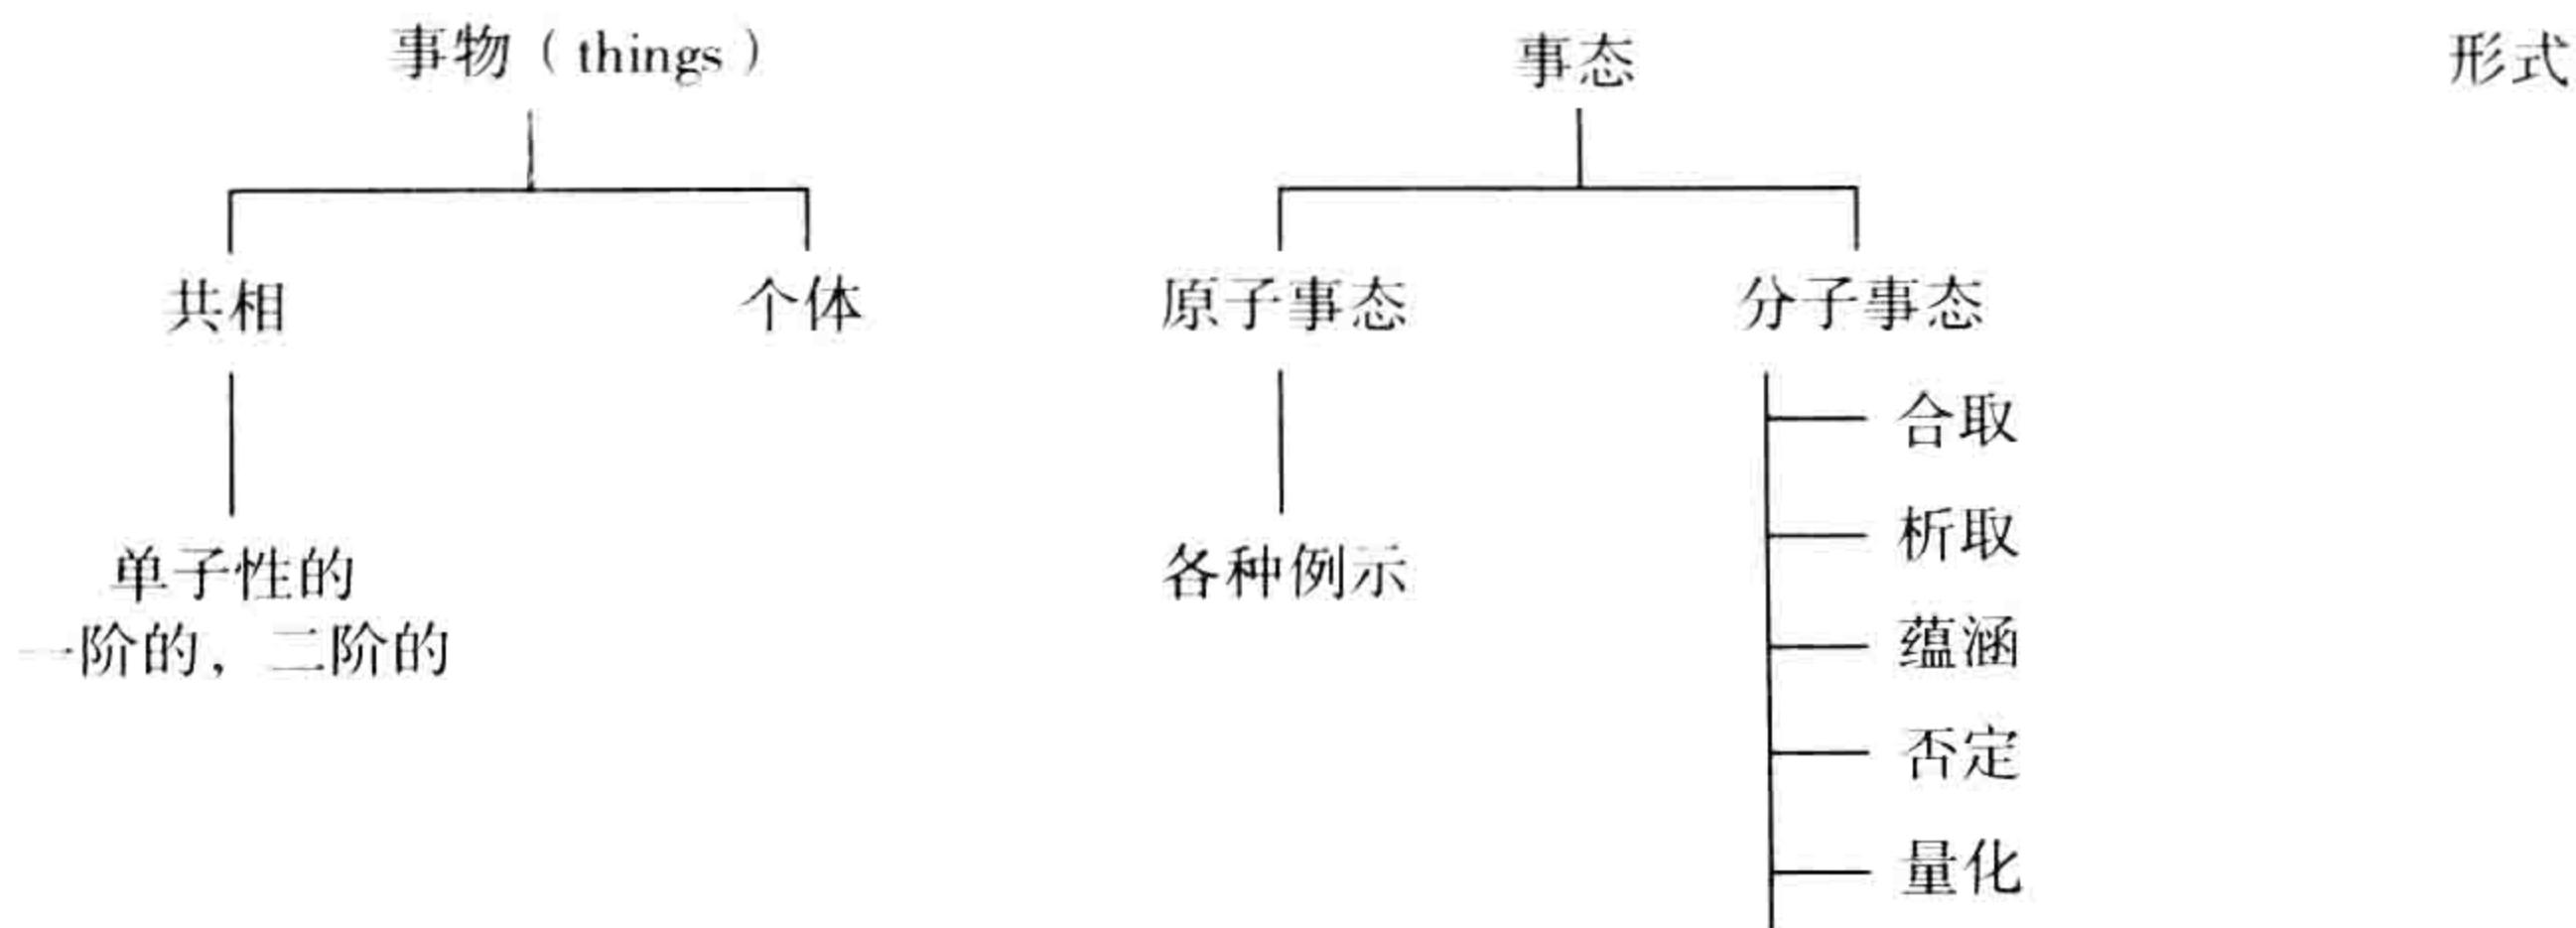 事物（things） 事态 形式
共相 个体 原子事态 分子事态
合取
析取
单子性的 各种例示
一阶的，二阶的
蕴涵
否定
量化